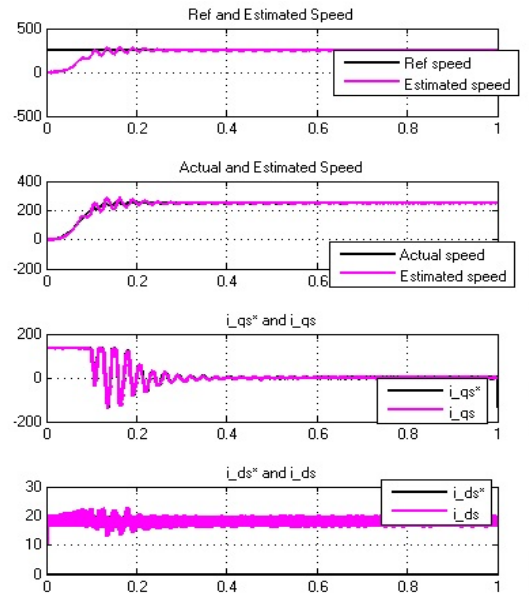 Ref and Estimated Speed
500
0
-500
0 0.2 0.4 0.6 0.8 1
Ref speed
Estimated speed
Actual and Estimated Speed
400
200
0
-200
0 0.2 0.4 0.6 0.8 1
Actual speed
Estimated speed
i_qs* and i_qs
200
0
-200
0 0.2 0.4 0.6 0.8 1
i_qs*
i_qs
i_ds* and i_ds
30
20
10
0
0 0.2 0.4 0.6 0.8 1
i_ds*
i_ds